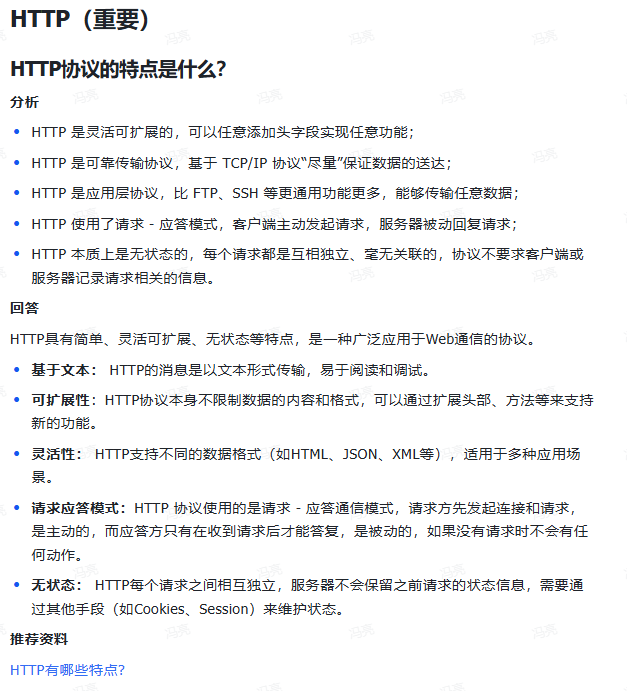 HTTP（重要）
HTTP协议的特点是什么？
分析
HTTP 是灵活可扩展的，可以任意添加头字段实现任意功能；
HTTP 是可靠传输协议，基于 TCP/IP 协议“尽量”保证数据的送达；
HTTP 是应用层协议，比 FTP、SSH 等更通用功能更多，能够传输任意数据；
HTTP 使用了请求 - 应答模式，客户端主动发起请求，服务器被动回复请求；
HTTP 本质上是无状态的，每个请求都是互相独立、毫无关联的，协议不要求客户端或
服务器记录请求相关的信息。
回答
HTTP具有简单、灵活可扩展、无状态等特点，是一种广泛应用于Web通信的协议。
基于文本： HTTP的消息是以文本形式传输，易于阅读和调试。
可扩展性：HTTP协议本身不限制数据的内容和格式，可以通过扩展头部、方法等来支持
新的功能。
灵活性： HTTP支持不同的数据格式（如HTML、JSON、XML等），适用于多种应用场
景。
请求应答模式：HTTP 协议使用的是请求 - 应答通信模式，请求方先发起连接和请求，
是主动的，而应答方只有在收到请求后才能答复，是被动的，如果没有请求时不会有任
何动作。
无状态： HTTP每个请求之间相互独立，服务器不会保留之前请求的状态信息，需要通
过其他手段（如Cookies、Session）来维护状态。
推荐资料
HTTP有哪些特点？